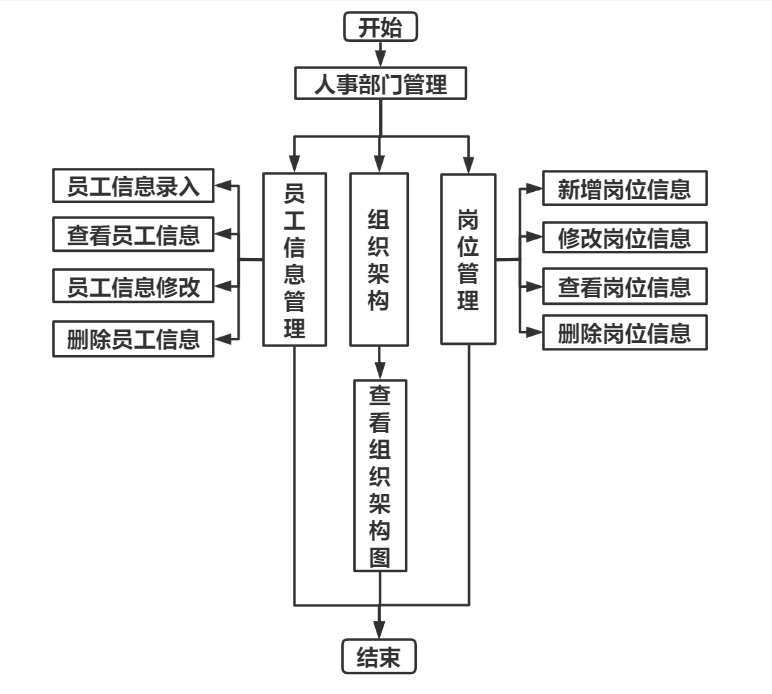 开始
人事部门管理
员工信息录入
查看员工信息
员工信息修改
删除员工信息
员工信息管理
组织架构
岗位管理
新增岗位信息
修改岗位信息
查看岗位信息
删除岗位信息
查看组织架构图
结束